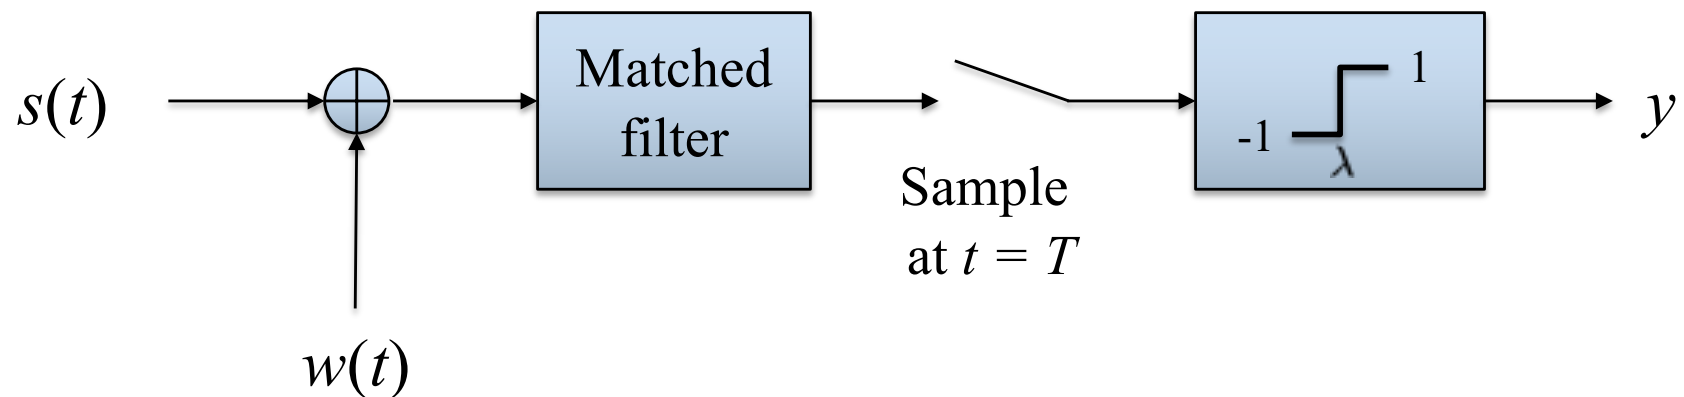 s(t)
Matched
filter
Sample
at t = T
1
-1
λ
y
w(t)